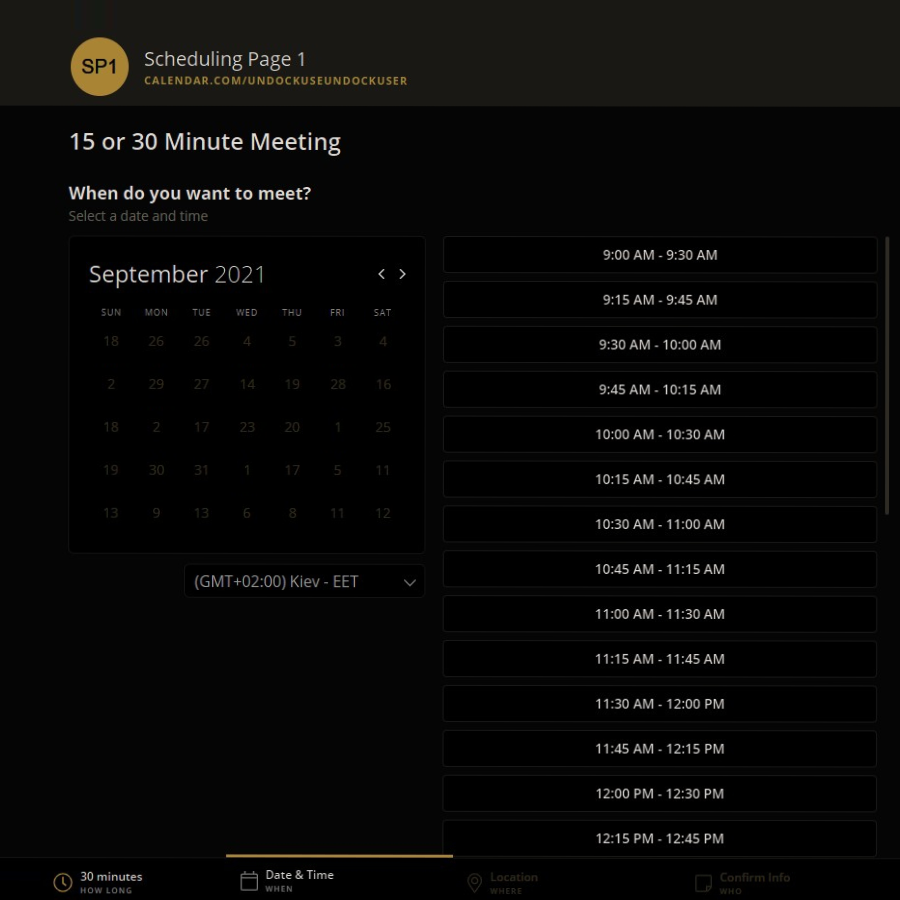 SP1
Scheduling Page 1
CALENDAR.COM/UNDOCKUSEUNDOCKUSER
15 or 30 Minute Meeting
When do you want to meet?
Select a date and time
September 2021
SUN MON TUE WED THU FRI SAT
18 26 26 4 5 3 4
2 29 27 14 19 28 16
18 2 17 23 20 1 25
19 30 31 1 17 5 11
13 9 13 6 8 11 12
(GMT+02:00) Kiev - EET
9:00 AM - 9:30 AM
9:15 AM - 9:45 AM
9:30 AM - 10:00 AM
9:45 AM - 10:15 AM
10:00 AM - 10:30 AM
10:15 AM - 10:45 AM
10:30 AM - 11:00 AM
10:45 AM - 11:15 AM
11:00 AM - 11:30 AM
11:15 AM - 11:45 AM
11:30 AM - 12:00 PM
11:45 AM - 12:15 PM
12:00 PM - 12:30 PM
12:15 PM - 12:45 PM
30 minutes
HOW LONG
Date & Time
WHEN
Location
WHERE
Confirm Info
WHO